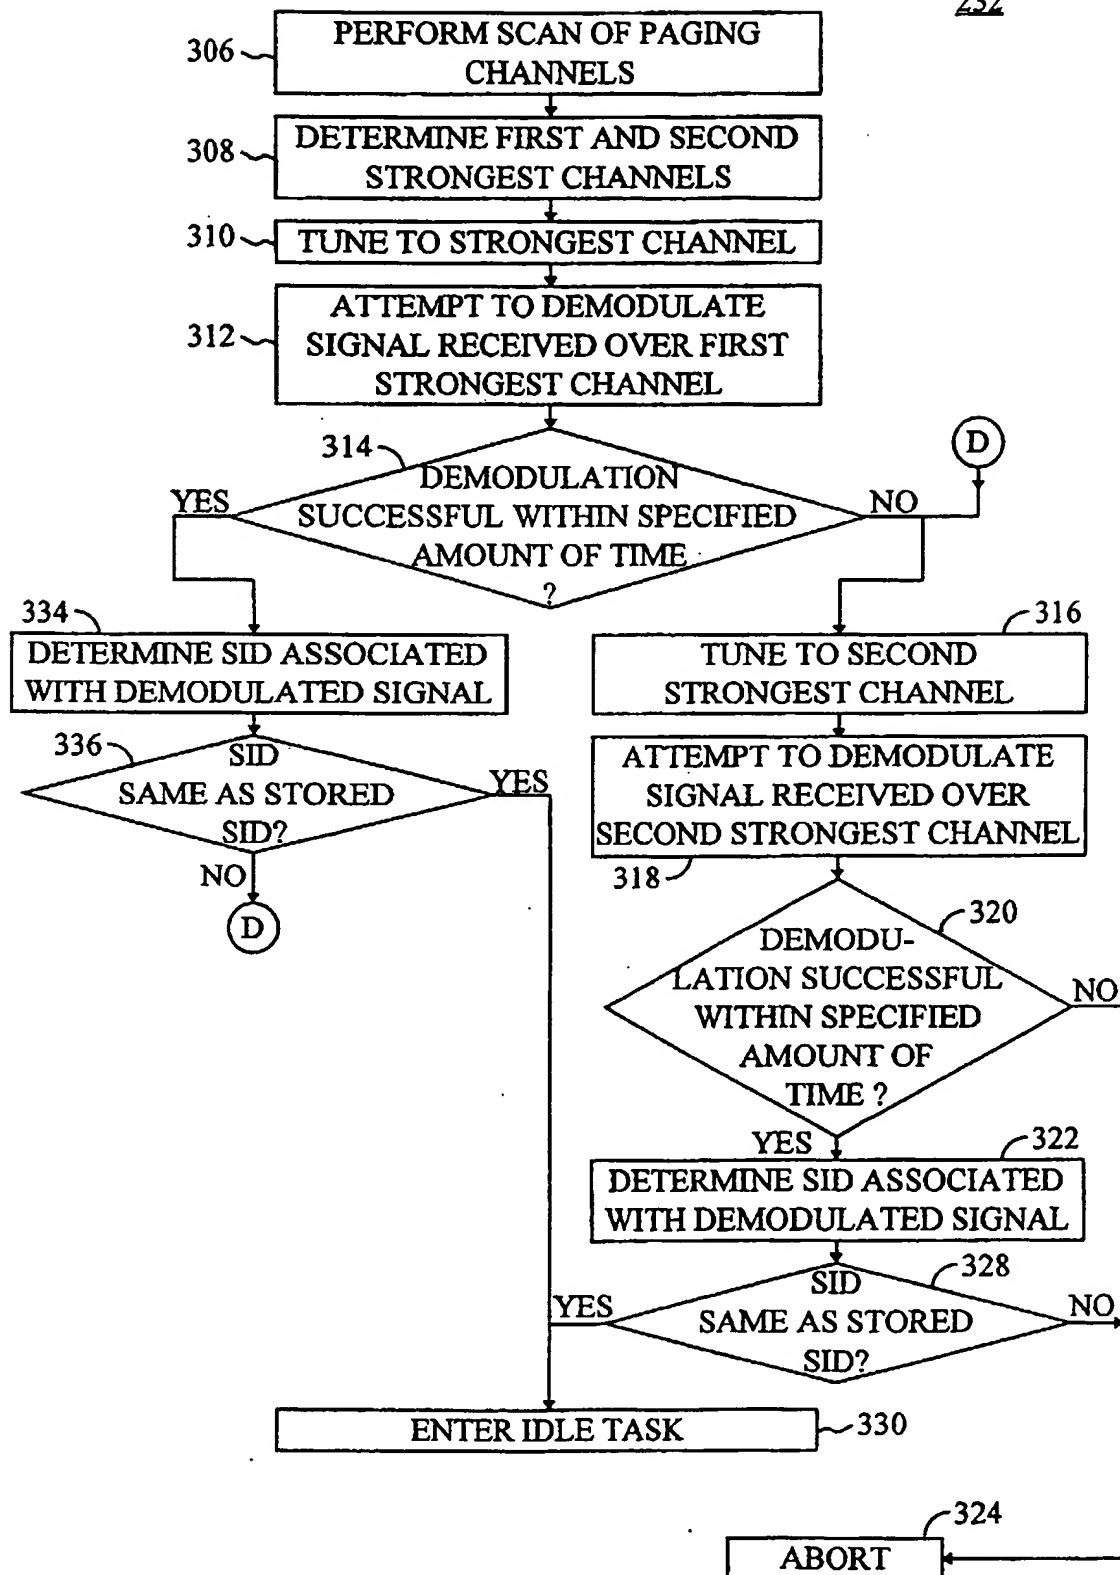 232
306
PERFORM SCAN OF PAGING
CHANNELS
308
DETERMINE FIRST AND SECOND
STRONGEST CHANNELS
310
TUNE TO STRONGEST CHANNEL
312
ATTEMPT TO DEMODULATE
SIGNAL RECEIVED OVER FIRST
STRONGEST CHANNEL
314
DEMODULATION
SUCCESSFUL WITHIN SPECIFIED
AMOUNT OF TIME
?
YES
NO
D
334
DETERMINE SID ASSOCIATED
WITH DEMODULATED SIGNAL
336
SID
SAME AS STORED
SID?
YES
NO
D
316
TUNE TO SECOND
STRONGEST CHANNEL
ATTEMPT TO DEMODULATE
SIGNAL RECEIVED OVER
SECOND STRONGEST CHANNEL
318
320
DEMODU-
LATION SUCCESSFUL
WITHIN SPECIFIED
AMOUNT OF
TIME ?
NO
YES
322
DETERMINE SID ASSOCIATED
WITH DEMODULATED SIGNAL
328
SID
SAME AS STORED
SID?
YES
NO
ENTER IDLE TASK
330
324
ABORT